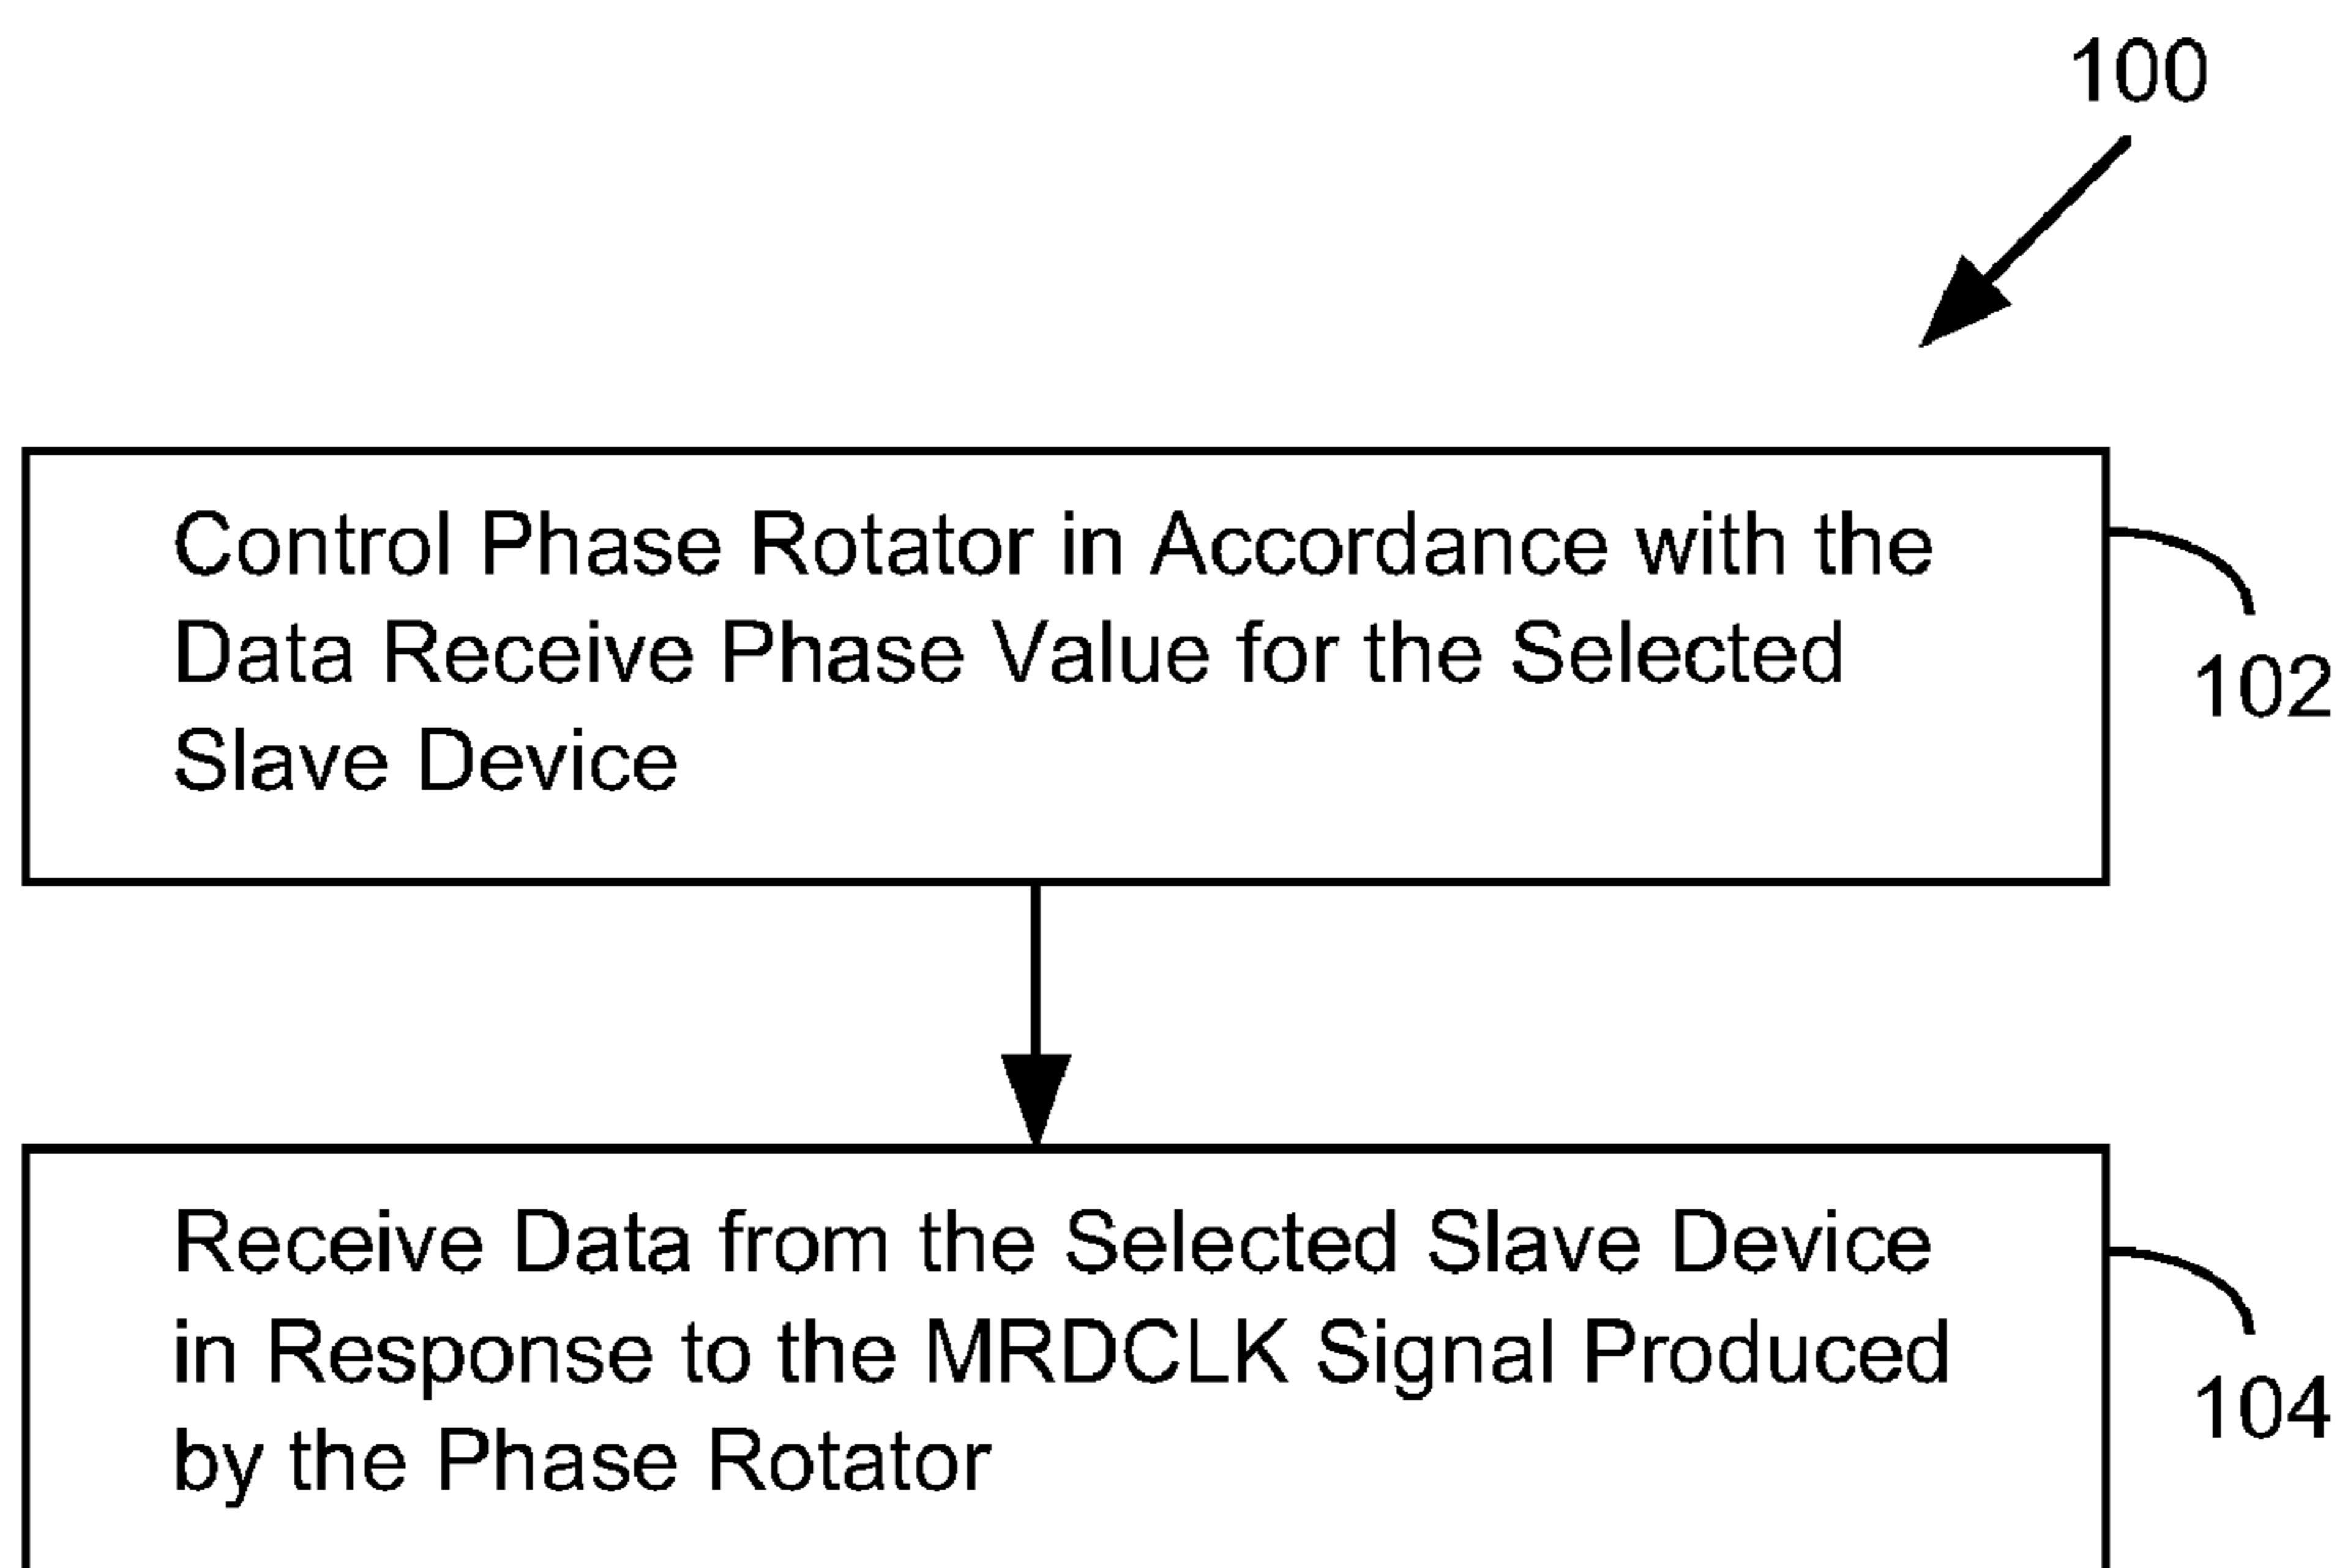 100
Control Phase Rotator in Accordance with the
Data Receive Phase Value for the Selected
Slave Device
102
Receive Data from the Selected Slave Device
in Response to the MRDCLK Signal Produced
by the Phase Rotator
104